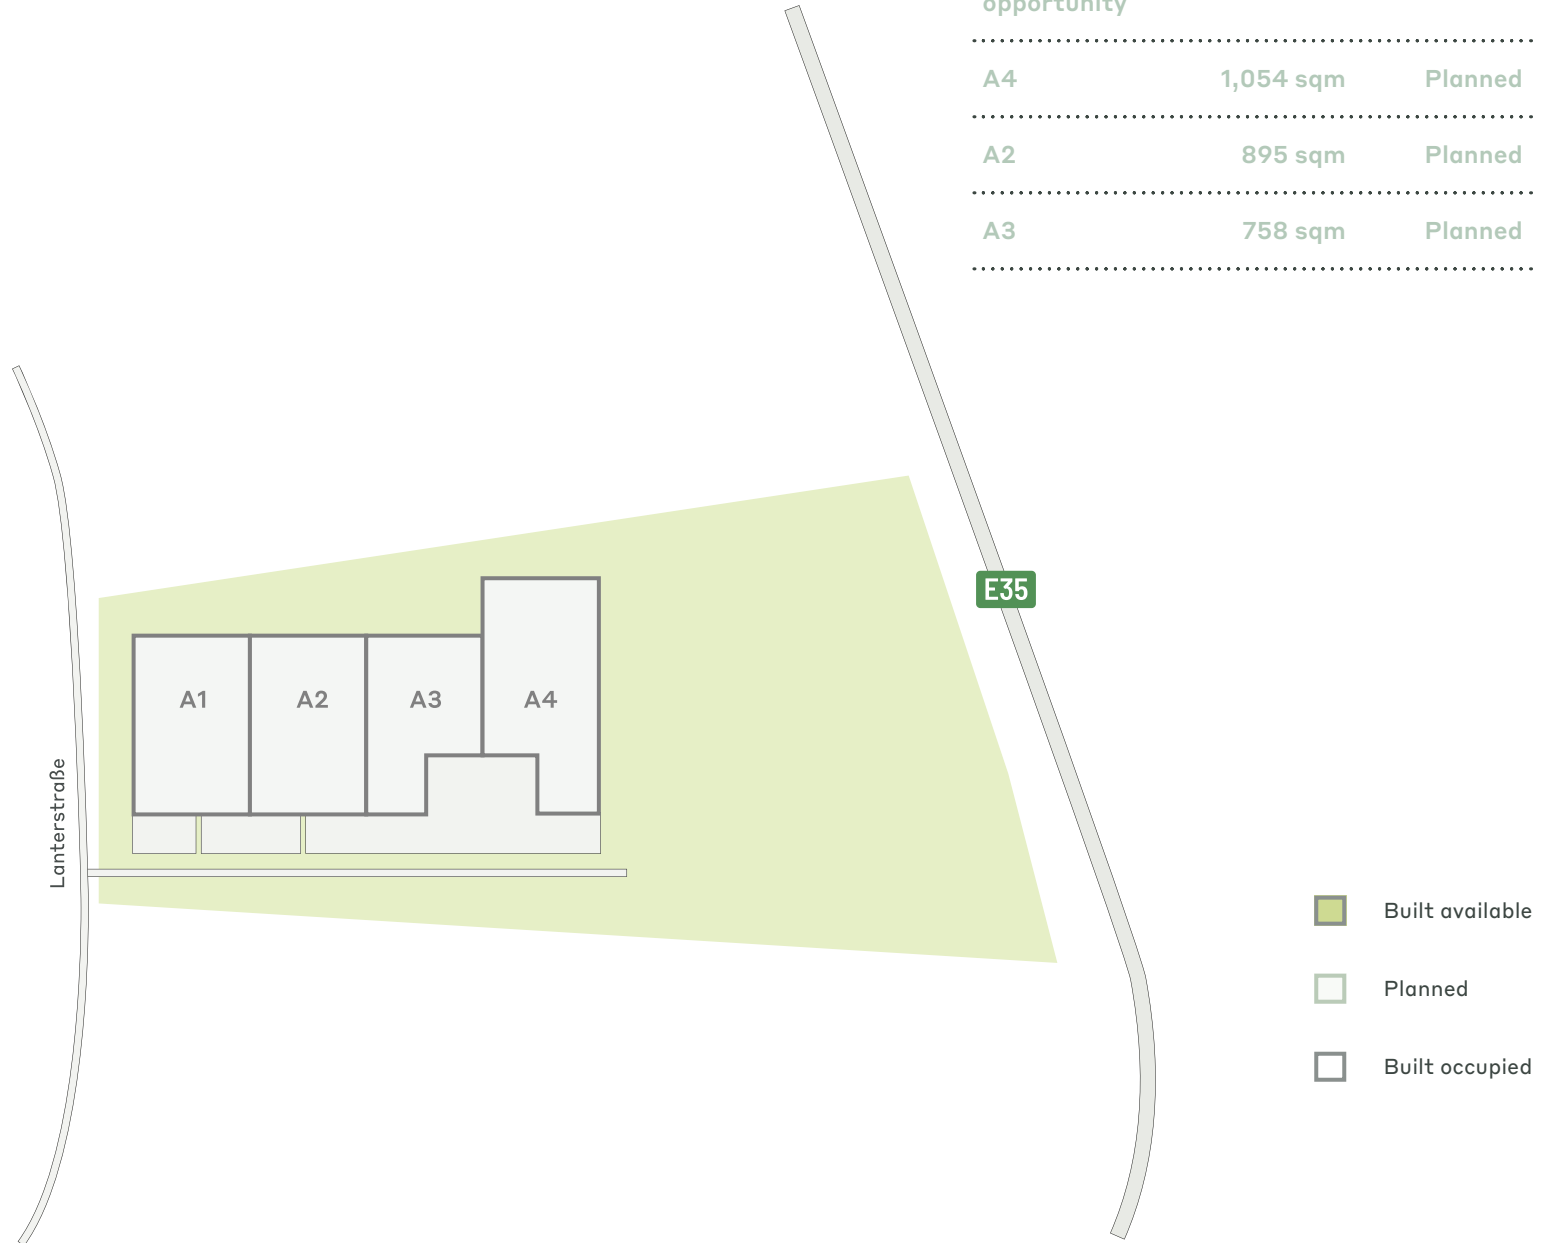 opportunity
A4 1,054 sqm Planned
A2 895 sqm Planned
A3 758 sqm Planned
E35
A1 A2 A3 A4
Lanterstraße
Built available
Planned
Built occupied